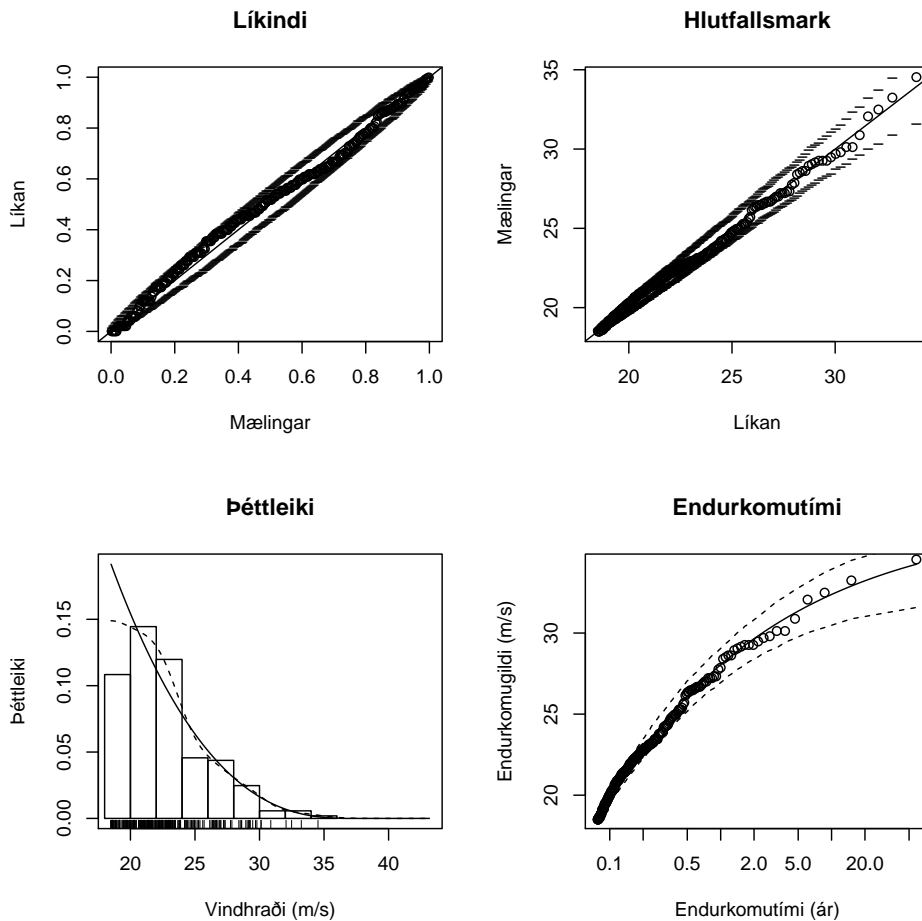 Líkindi
Líkan
0.0 0.2 0.4 0.6 0.8 1.0
0.0 0.2 0.4 0.6 0.8 1.0
Mælingar
Hlutfallsmark
Mælingar
20 25 30 35
20 25 30
Líkan
Þéttleiki
Þéttleiki
0.00 0.05 0.10 0.15
20 25 30 35 40
Vindhraði (m/s)
Endurkomutími
Endurkomugildi (m/s)
20 25 30
0.1 0.5 2.0 5.0 20.0
Endurkomutími (ár)